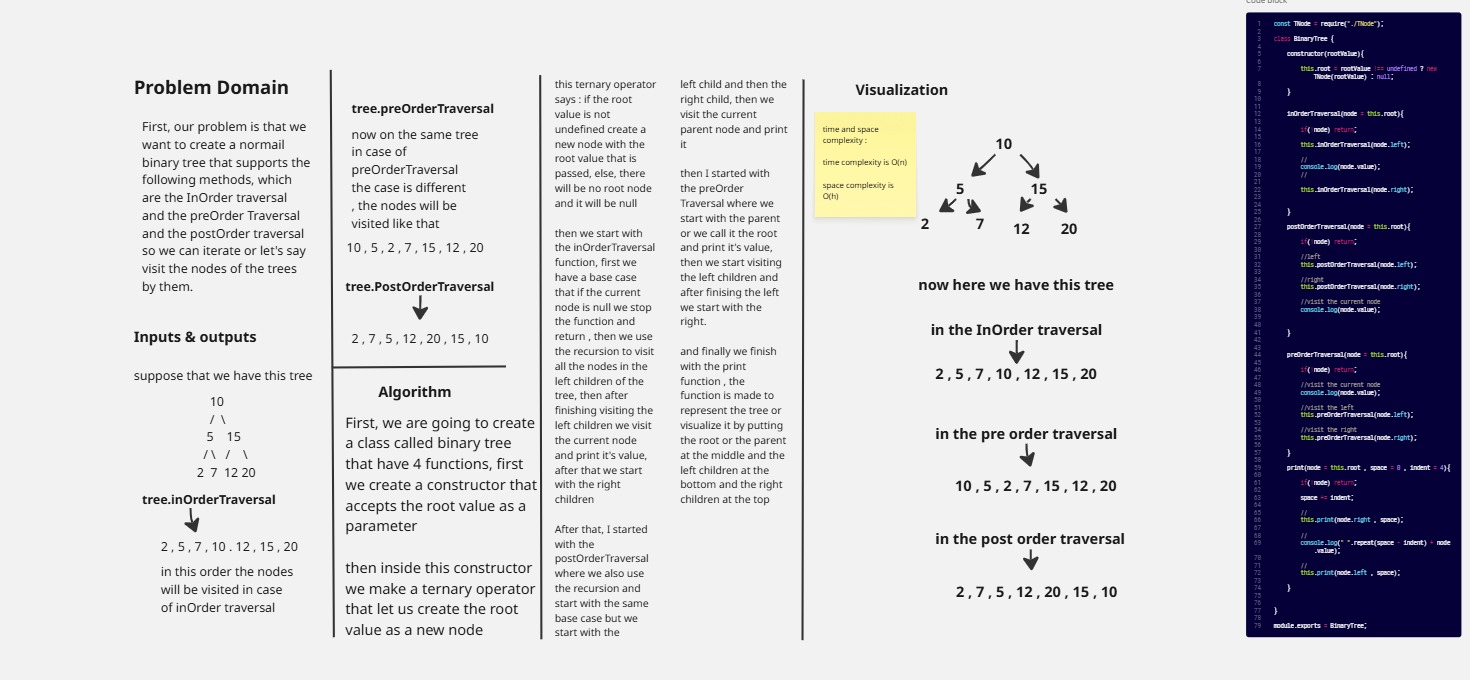 Problem Domain
First, our problem is that we
want to create a normail
binary tree that supports the
following methods, which
are the InOrder traversal
and the preOrder Traversal
and the postOrder traversal
so we can iterate or let's say
visit the nodes of the trees
by them.
Inputs & outputs
suppose that we have this tree
10
/ \
5 15
/ \ / \
2 7 12 20
tree.inOrderTraversal
2 , 5 , 7 , 10 . 12 , 15 , 20
in this order the nodes
will be visited in case
of inOrder traversal
tree.preOrderTraversal
now on the same tree
in case of
preOrderTraversal
the case is different
, the nodes will be
visited like that
10 , 5 , 2 , 7 , 15 , 12 , 20
tree.PostOrderTraversal
2 , 7 , 5 , 12 , 20 , 15 , 10
Algorithm
First, we are going to create
a class called binary tree
that have 4 functions, first
we create a constructor that
accepts the root value as a
parameter
then inside this constructor
we make a ternary operator
that let us create the root
value as a new node
this ternary operator
says : if the root
value is not
undefined create a
new node with the
root value that is
passed, else, there
will be no root node
and it will be null
then we start with
the inOrderTraversal
function, first we
have a base case
that if the current
node is null we stop
the function and
return , then we use
the recursion to visit
all the nodes in the
left children of the
tree, then after
finishing visiting the
left children we visit
the current node
and print it's value,
after that we start
with the right
children
After that, I started
with the
postOrderTraversal
where we also use
the recursion and
start with the same
base case but we
start with the
left child and then the
right child, then we
visit the current
parent node and print
it
then I started with
the preOrder
Traversal where we
start with the parent
or we call it the root
and print it's value,
then we start visiting
the left children and
after finising the left
we start with the
right.
and finally we finish
with the print
function , the
function is made to
represent the tree or
visualize it by putting
the root or the parent
at the middle and the
left children at the
bottom and the right
children at the top
Visualization
time and space
complexity :
time complexity is O(n)
space complexity is
O(h)
10
5 15
2 7 12 20
now here we have this tree
in the InOrder traversal
2 , 5 , 7 , 10 , 12 , 15 , 20
in the pre order traversal
10 , 5 , 2 , 7 , 15 , 12 , 20
in the post order traversal
2 , 7 , 5 , 12 , 20 , 15 , 10
Code block
const TNode = require("./TNode");
class BinaryTree {
constructor(rootValue){
this.root = rootValue !== undefined ? new
TNode(rootValue) : null;
}
inOrderTraversal(node = this.root){
if(!node) return;
this.inOrderTraversal(node.left);
//
console.log(node.value);
//
this.inOrderTraversal(node.right);
}
postOrderTraversal(node = this.root){
if(!node) return;
//left
this.postOrderTraversal(node.left);
//right
this.postOrderTraversal(node.right);
//visit the current node
console.log(node.value);
}
preOrderTraversal(node = this.root){
if(!node) return;
//visit the current node
console.log(node.value);
//visit the left
this.preOrderTraversal(node.left);
//visit the right
this.preOrderTraversal(node.right);
}
print(node = this.root , space = 0 , indent = 4){
if(!node) return;
space += indent;
//
this.print(node.right , space);
//
console.log(" ".repeat(space - indent) + node
.value);
//
this.print(node.left , space);
}
}
module.exports = BinaryTree;